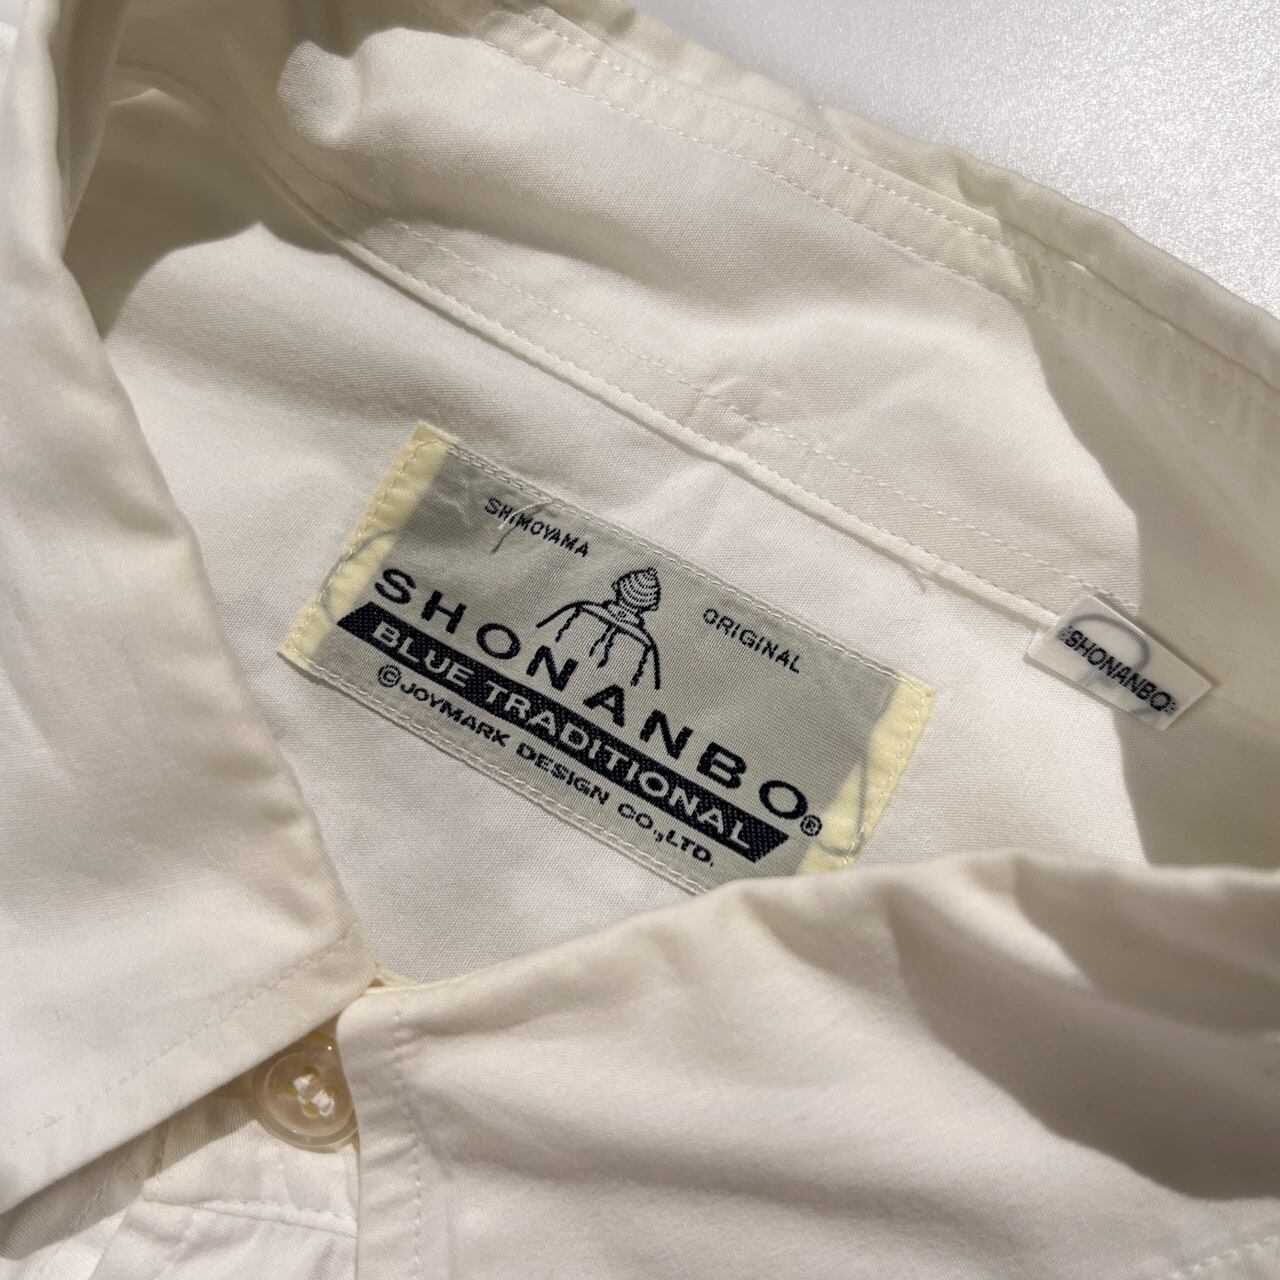 SHIMOYAMA ORIGINAL
SHONANBO®
BLUE TRADITIONAL
©JOYMARK DESIGN CO.,LTD.
SHONANBO